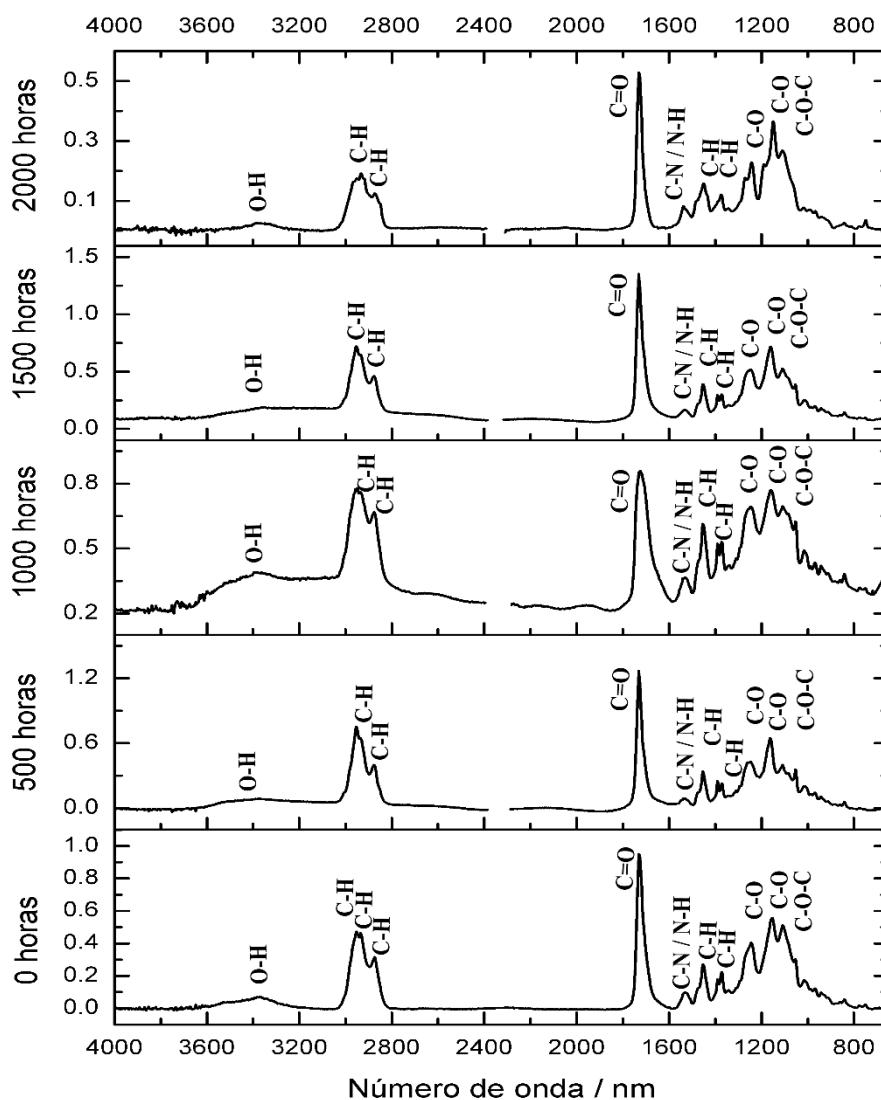 4000 3600 3200 2800 2400 2000 1600 1200 800
2000 horas
0.5
0.3
0.1
O-H
C-H
C-H
C=O
C-N / N-H
C-H
C-H
C-O
C-O
C-O-C
1500 horas
1.5
1.0
0.5
0.0
O-H
C-H
C-H
C=O
C-N / N-H
C-H
C-H
C-O
C-O
C-O-C
1000 horas
0.8
0.5
0.2
O-H
C-H
C-H
C=O
C-N / N-H
C-H
C-H
C-O
C-O
C-O-C
500 horas
1.2
0.6
0.0
O-H
C-H
C-H
C=O
C-N / N-H
C-H
C-H
C-O
C-O
C-O-C
0 horas
1.0
0.8
0.6
0.4
0.2
0.0
O-H
C-H
C-H
C-H
C=O
C-N / N-H
C-H
C-H
C-O
C-O
C-O-C
4000 3600 3200 2800 2400 2000 1600 1200 800
Número de onda / nm